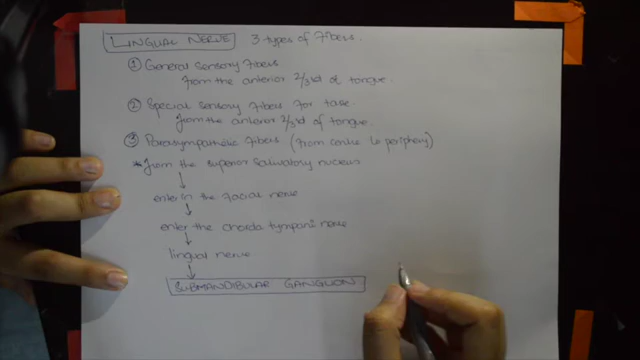 LINGUAL NERVE 3 types of fibers.
① General Sensory fibers
from the anterior 2/3rd of tongue.
② Special Sensory fibers for taste
from the anterior 2/3rd of tongue.
③ Parasympathetic fibers (from centre to periphery)
* from the superior salivatory nucleus
↓
enter in the facial nerve
↓
enter the chorda tympani nerve
↓
lingual nerve
↓
SUBMANDIBULAR GANGLION